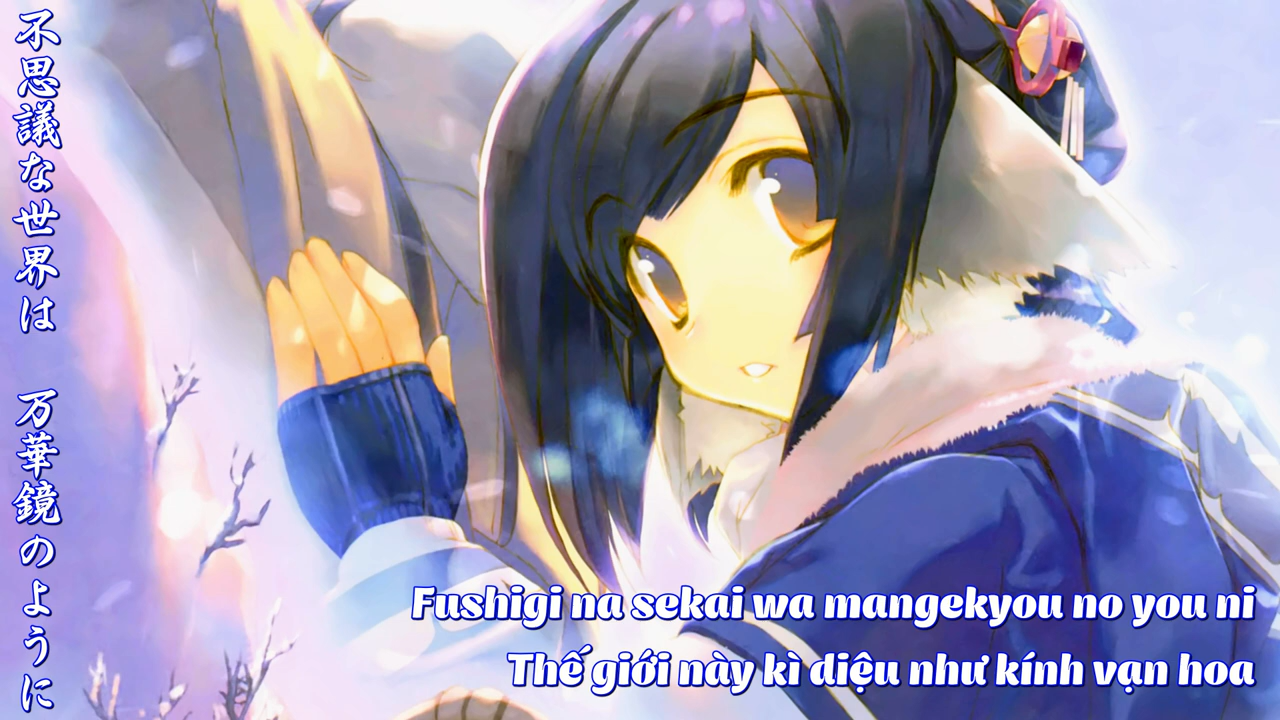 不思議な世界は　万華鏡のように
Fushigi na sekai wa mangekyou no you ni
Thế giới này kì diệu như kính vạn hoa